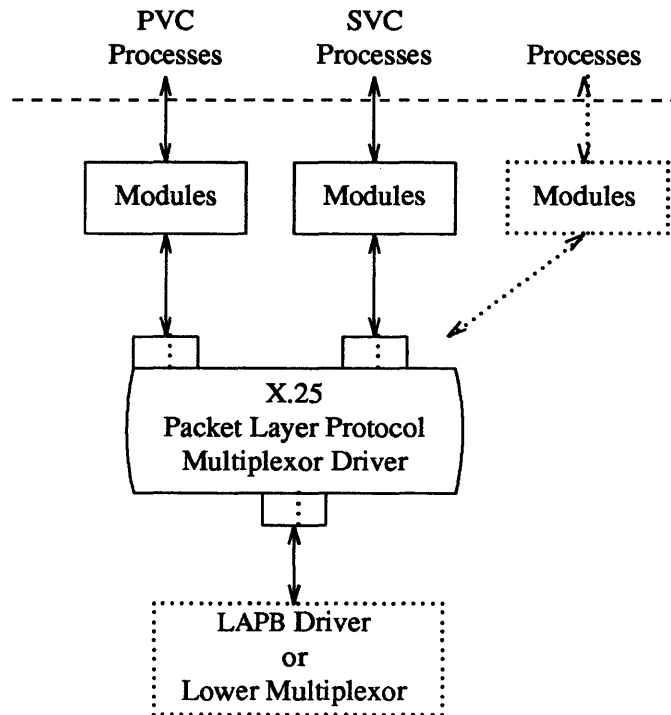 PVC
Processes
SVC
Processes
Processes
Modules
Modules
Modules
X.25
Packet Layer Protocol
Multiplexor Driver
LAPB Driver
or
Lower Multiplexor